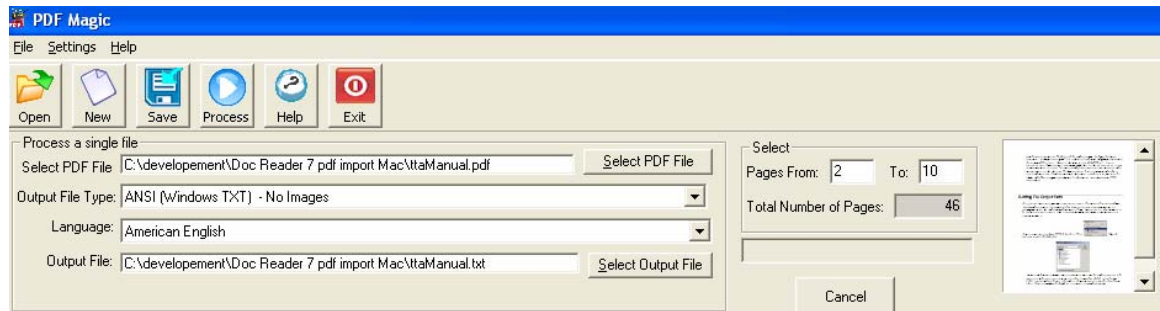 PDF Magic
File Settings Help
Open New Save Process Help Exit
Process a single file
Select PDF File C:\developement\Doc Reader 7 pdf import Mac\ttaManual.pdf Select PDF File
Output File Type: ANSI (Windows TXT) - No Images
Language: American English
Output File: C:\developement\Doc Reader 7 pdf import Mac\ttaManual.txt Select Output File
Select
Pages From: 2 To: 10
Total Number of Pages: 46
Cancel